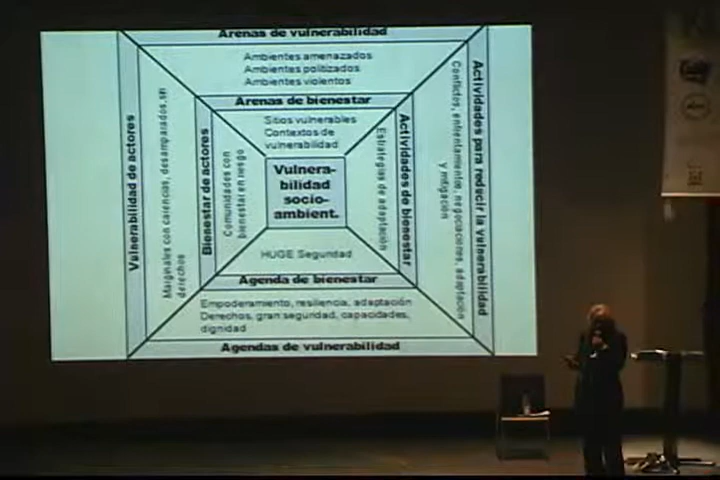 Arenas de vulnerabilidad
Ambientes amenazados
Ambientes politizados
Ambientes violentos
Arenas de bienestar
Sitios vulnerables
Contextos de
vulnerabilidad
Vulnerabilidad de actores
Marginales con carencias, desamparados, sin
derechos
Bienestar de actores
Comunidades con
bienestar en riesgo
Vulnera-
bilidad
socio-
ambient.
Estrategias de adaptación
Actividades de bienestar
Conflictos, enfrentamientos, negociaciones, adaptación
y mitigación
Actividades para reducir la vulnerabilidad
HUGE Seguridad
Agenda de bienestar
Empoderamiento, resiliencia, adaptación
Derechos, gran seguridad, capacidades,
dignidad
Agendas de vulnerabilidad